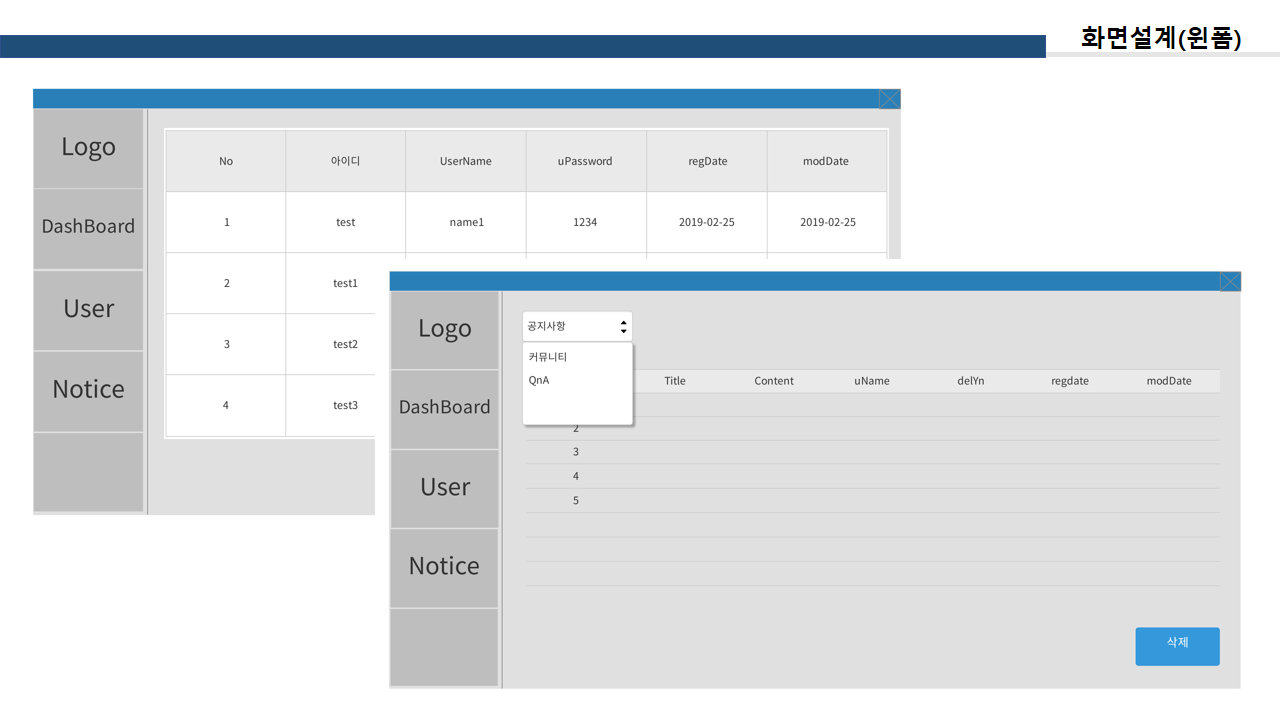 화면설계(윈폼)
Logo
DashBoard
User
Notice
No 아이디 UserName uPassword regDate modDate
1 test name1 1234 2019-02-25 2019-02-25
2 test1
3 test2
4 test3
Logo
DashBoard
User
Notice
공지사항
커뮤니티
QnA
Title Content uName delYn regdate modDate
2
3
4
5
삭제